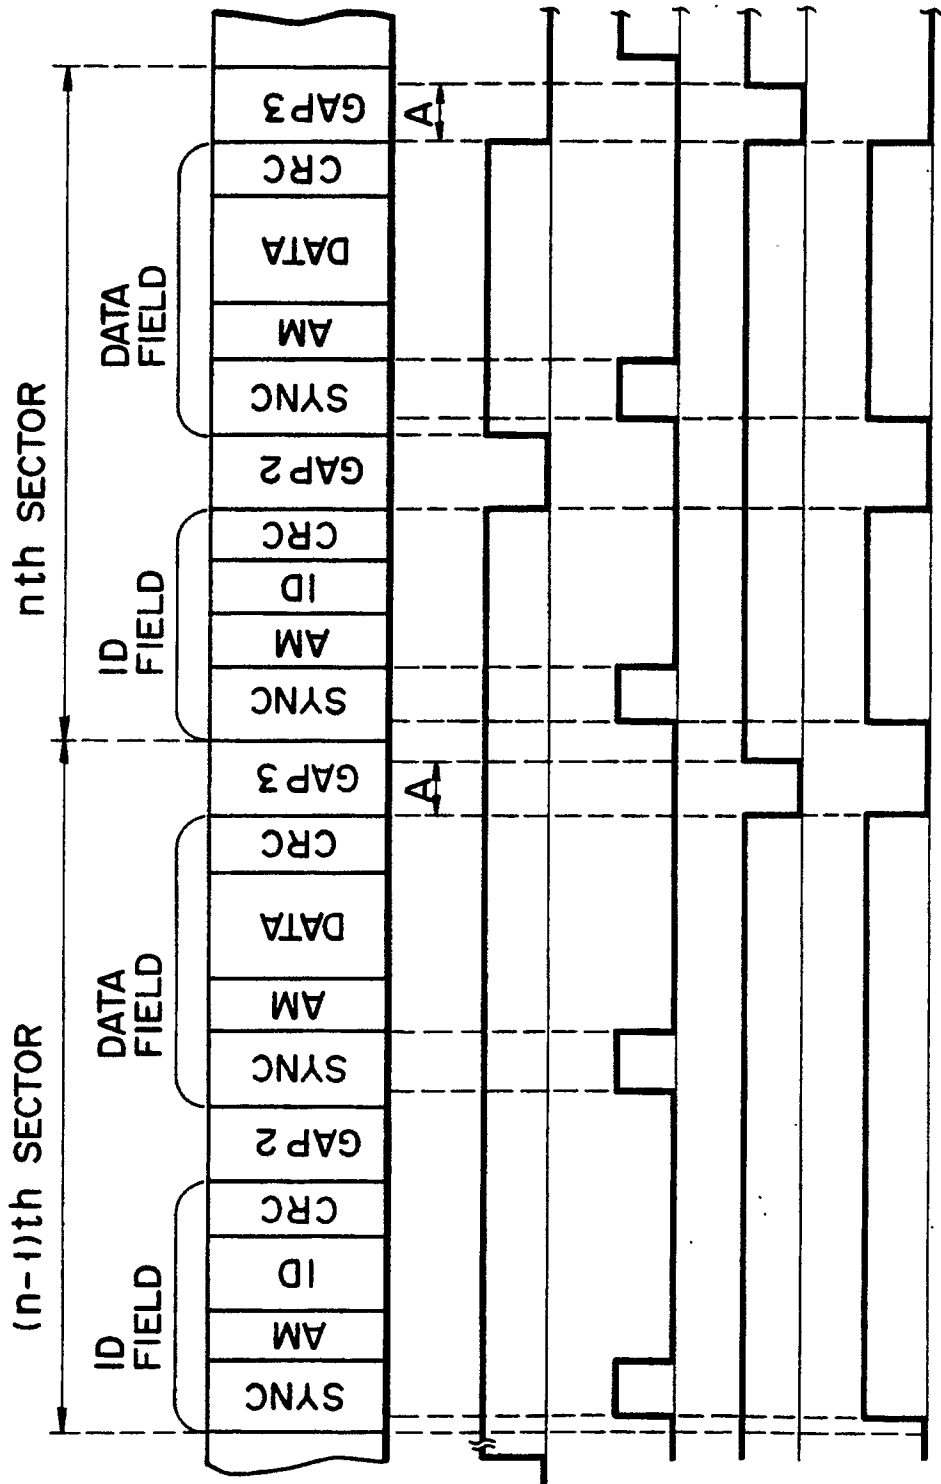 (n-1)th SECTOR
nth SECTOR
ID
FIELD
DATA
FIELD
ID
FIELD
DATA
FIELD
SYNC
AM
ID
CRC
GAP 2
SYNC
AM
DATA
CRC
GAP 3
SYNC
AM
ID
CRC
GAP 2
SYNC
AM
DATA
CRC
GAP 3
A
A